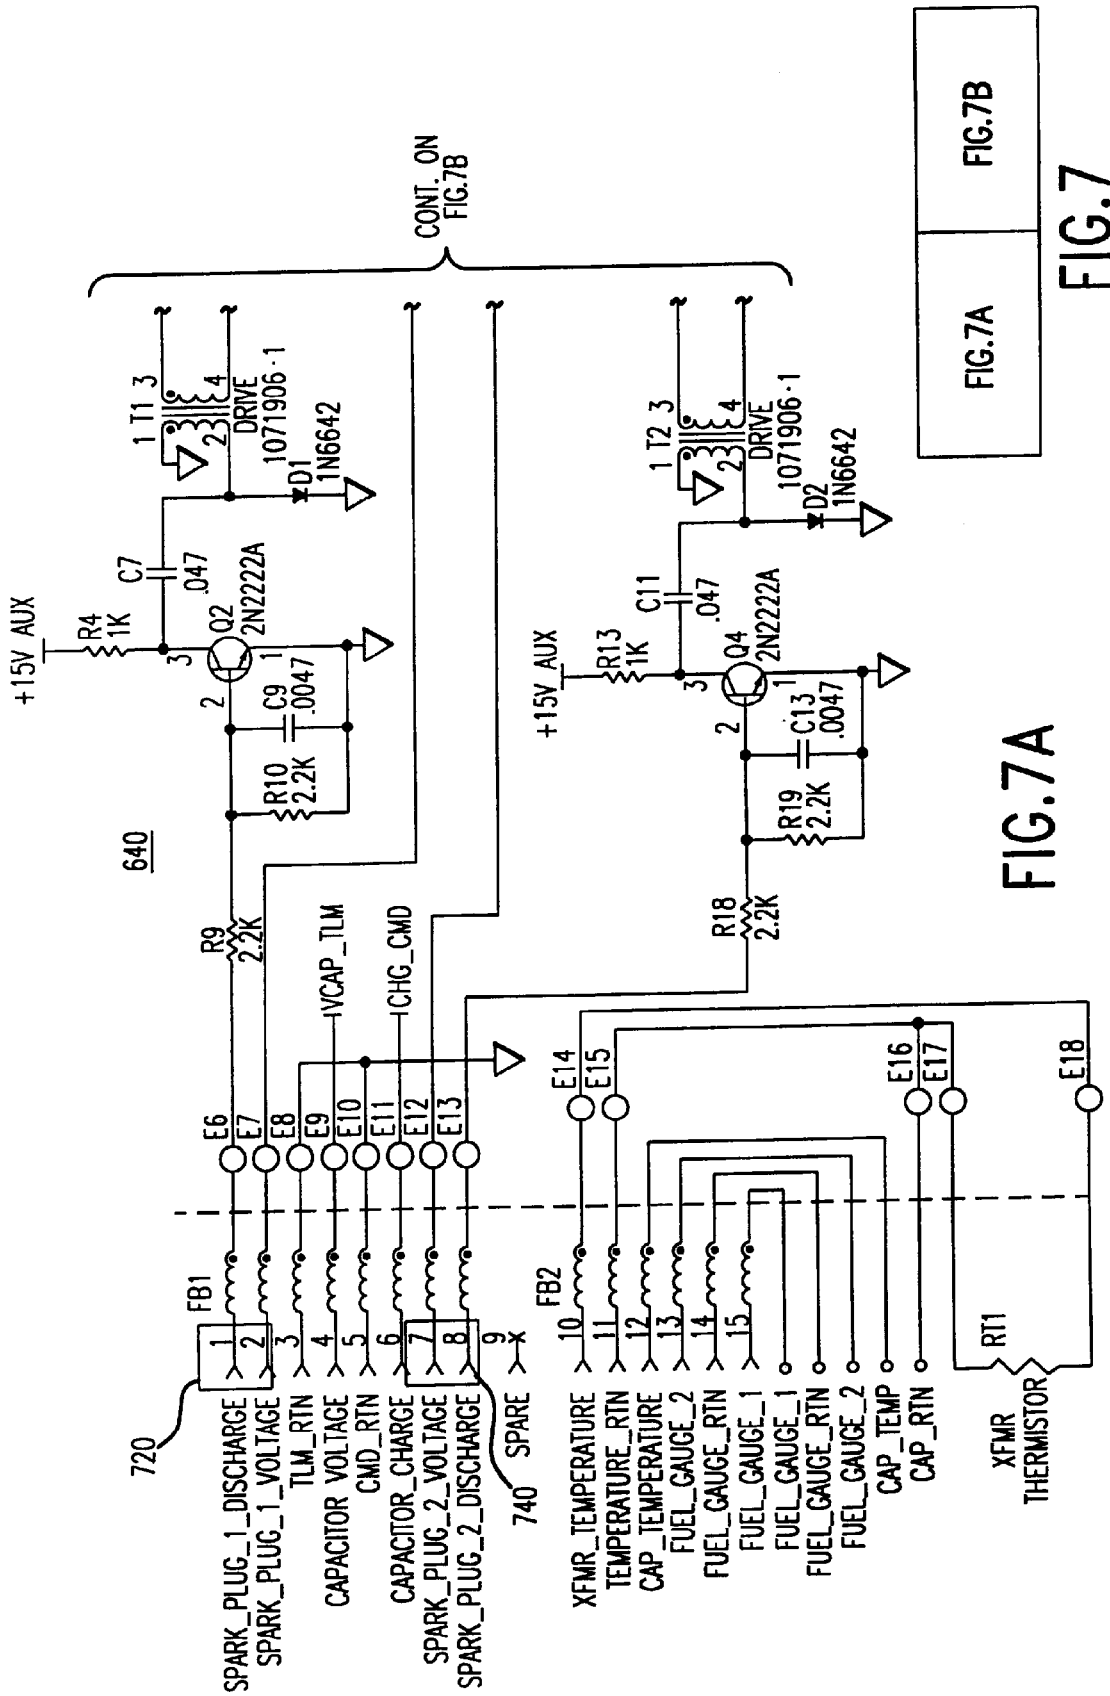 720
SPARK_PLUG_1_DISCHARGE
SPARK_PLUG_1_VOLTAGE
TLM_RTN
CAPACITOR VOLTAGE
CMD_RTN
CAPACITOR_CHARGE
SPARK_PLUG_2_VOLTAGE
SPARK_PLUG_2_DISCHARGE
SPARE
740
1
2
3
4
5
6
7
8
9
FB1
E6
E7
E8
E9
E10
E11
E12
E13
VCAP_TLM
CHG_CMD
640
R9
2.2K
R10
2.2K
C9
.0047
+15V AUX
R4
1K
C7
.047
3
2
1
Q2
2N2222A
D1
1N6642
1 T1 3
2 4
DRIVE
1071906-1
CONT. ON
FIG.7B
R18
2.2K
R19
2.2K
C13
.0047
+15V AUX
R13
1K
C11
.047
3
2
1
Q4
2N2222A
D2
1N6642
1 T2 3
2 4
DRIVE
1071906-1
XFMR_TEMPERATURE
TEMPERATURE_RTN
CAP_TEMPERATURE
FUEL_GAUGE_2
FUEL_GAUGE_RTN
FUEL_GAUGE_1
FUEL_GAUGE_1
FUEL_GAUGE_RTN
FUEL_GAUGE_2
CAP_TEMP
CAP_RTN
XFMR
THERMISTOR
RT1
10
11
12
13
14
15
FB2
E14
E15
E16
E17
E18
FIG.7A
FIG.7A
FIG.7B
FIG.7